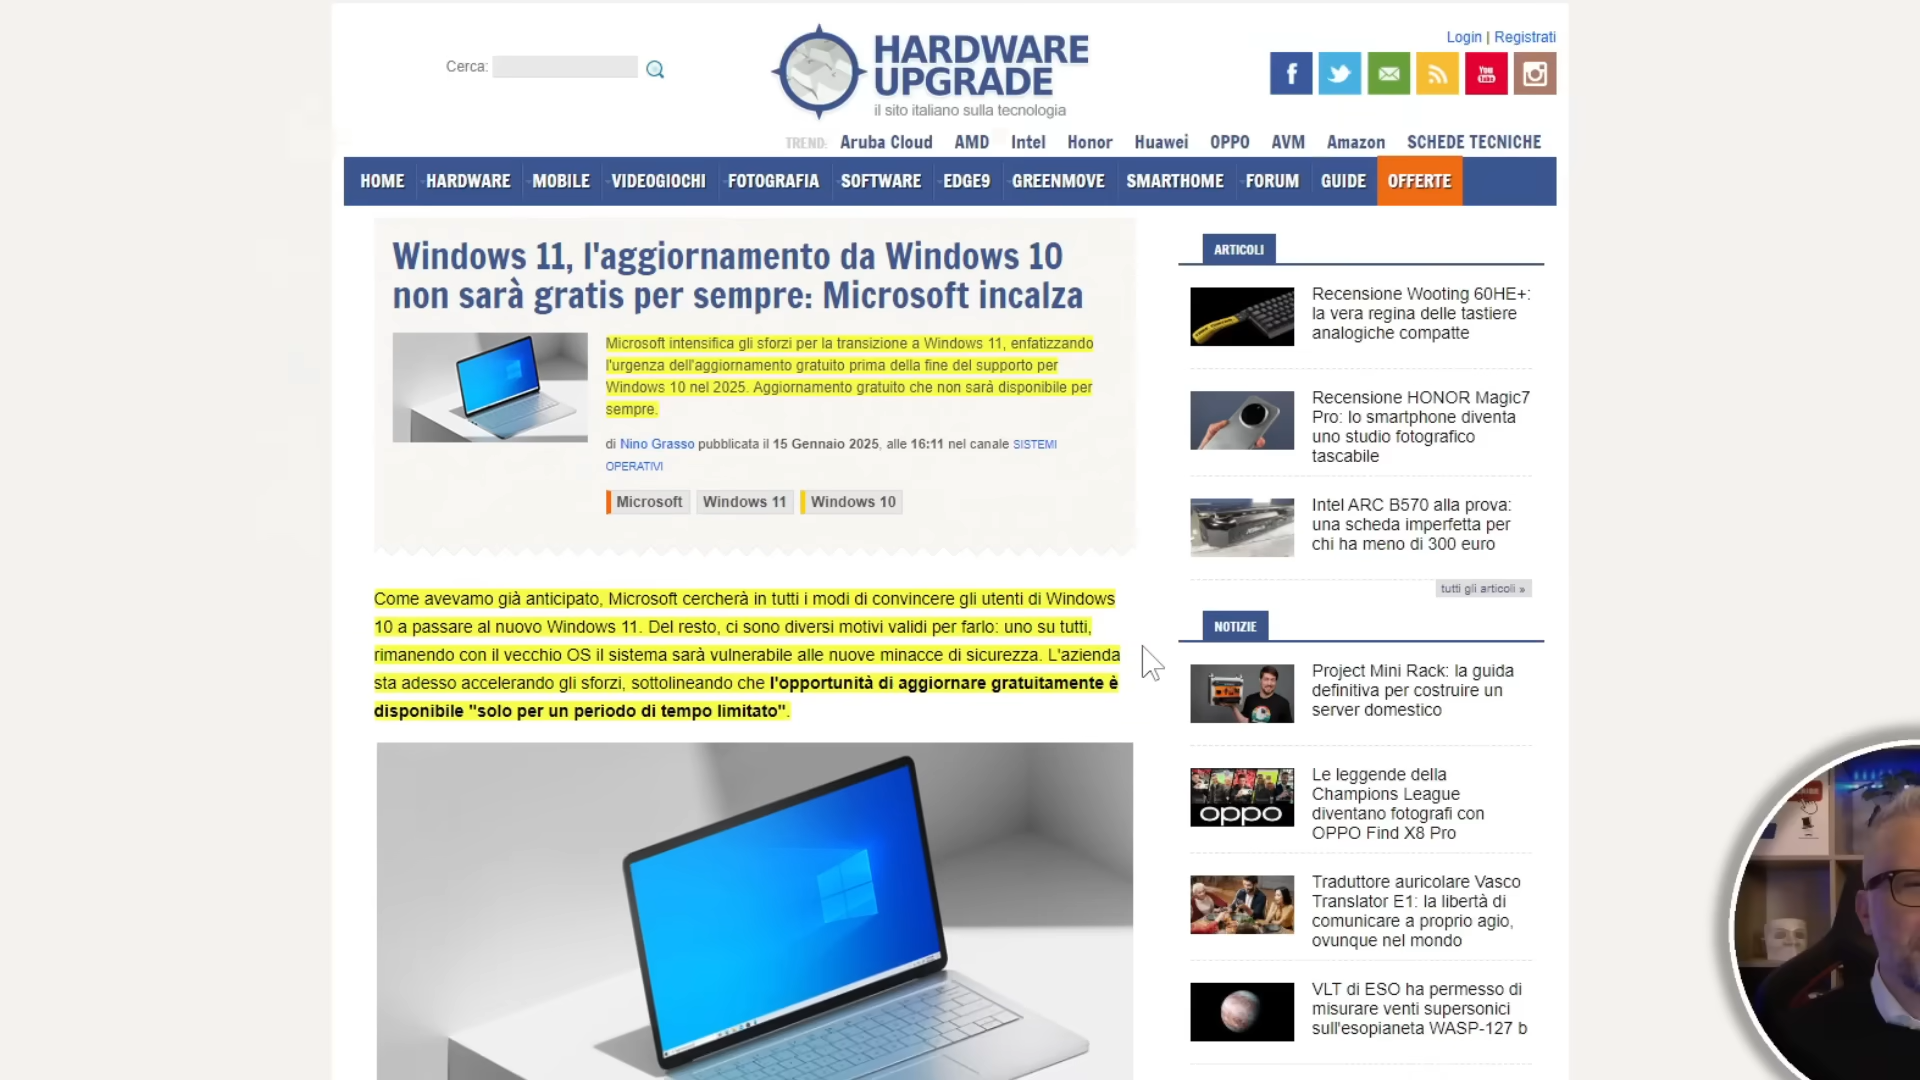 Login | Registrati
Cerca:
HARDWARE
UPGRADE
il sito italiano sulla tecnologia
TREND: Aruba Cloud AMD Intel Honor Huawei OPPO AVM Amazon SCHEDE TECNICHE
HOME HARDWARE MOBILE VIDEOGIOCHI FOTOGRAFIA SOFTWARE EDGE9 GREENMOVE SMARTHOME FORUM GUIDE OFFERTE
Windows 11, l'aggiornamento da Windows 10
non sarà gratis per sempre: Microsoft incalza
Microsoft intensifica gli sforzi per la transizione a Windows 11, enfatizzando
l'urgenza dell'aggiornamento gratuito prima della fine del supporto per
Windows 10 nel 2025. Aggiornamento gratuito che non sarà disponibile per
sempre.
di Nino Grasso pubblicata il 15 Gennaio 2025, alle 16:11 nel canale SISTEMI
OPERATIVI
Microsoft Windows 11 Windows 10
Come avevamo già anticipato, Microsoft cercherà in tutti i modi di convincere gli utenti di Windows
10 a passare al nuovo Windows 11. Del resto, ci sono diversi motivi validi per farlo: uno su tutti,
rimanendo con il vecchio OS il sistema sarà vulnerabile alle nuove minacce di sicurezza. L'azienda
sta adesso accelerando gli sforzi, sottolineando che l'opportunità di aggiornare gratuitamente è
disponibile "solo per un periodo di tempo limitato".
ARTICOLI
Recensione Wooting 60HE+:
la vera regina delle tastiere
analogiche compatte
Recensione HONOR Magic7
Pro: lo smartphone diventa
uno studio fotografico
tascabile
Intel ARC B570 alla prova:
una scheda imperfetta per
chi ha meno di 300 euro
tutti gli articoli »
NOTIZIE
Project Mini Rack: la guida
definitiva per costruire un
server domestico
oppo
Le leggende della
Champions League
diventano fotografi con
OPPO Find X8 Pro
Traduttore auricolare Vasco
Translator E1: la libertà di
comunicare a proprio agio,
ovunque nel mondo
VLT di ESO ha permesso di
misurare venti supersonici
sull'esopianeta WASP-127 b